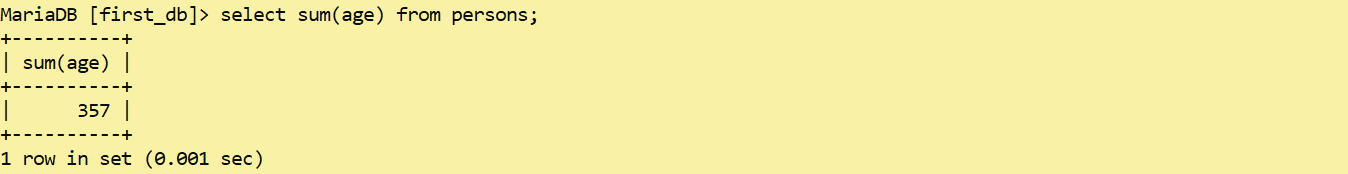 MariaDB [first_db]> select sum(age) from persons;
+----------+
| sum(age) |
+----------+
|      357 |
+----------+
1 row in set (0.001 sec)